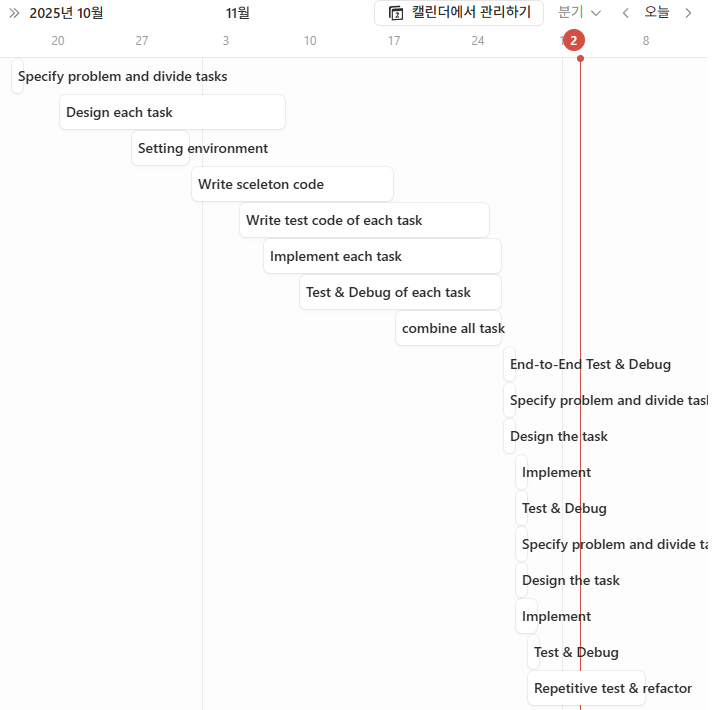 2025년 10월 11월 캘린더에서 관리하기 분기 오늘
20 27 3 10 17 24 2 8
Specify problem and divide tasks
Design each task
Setting environment
Write sceleton code
Write test code of each task
Implement each task
Test & Debug of each task
combine all task
End-to-End Test & Debug
Specify problem and divide task
Design the task
Implement
Test & Debug
Specify problem and divide ta
Design the task
Implement
Test & Debug
Repetitive test & refactor